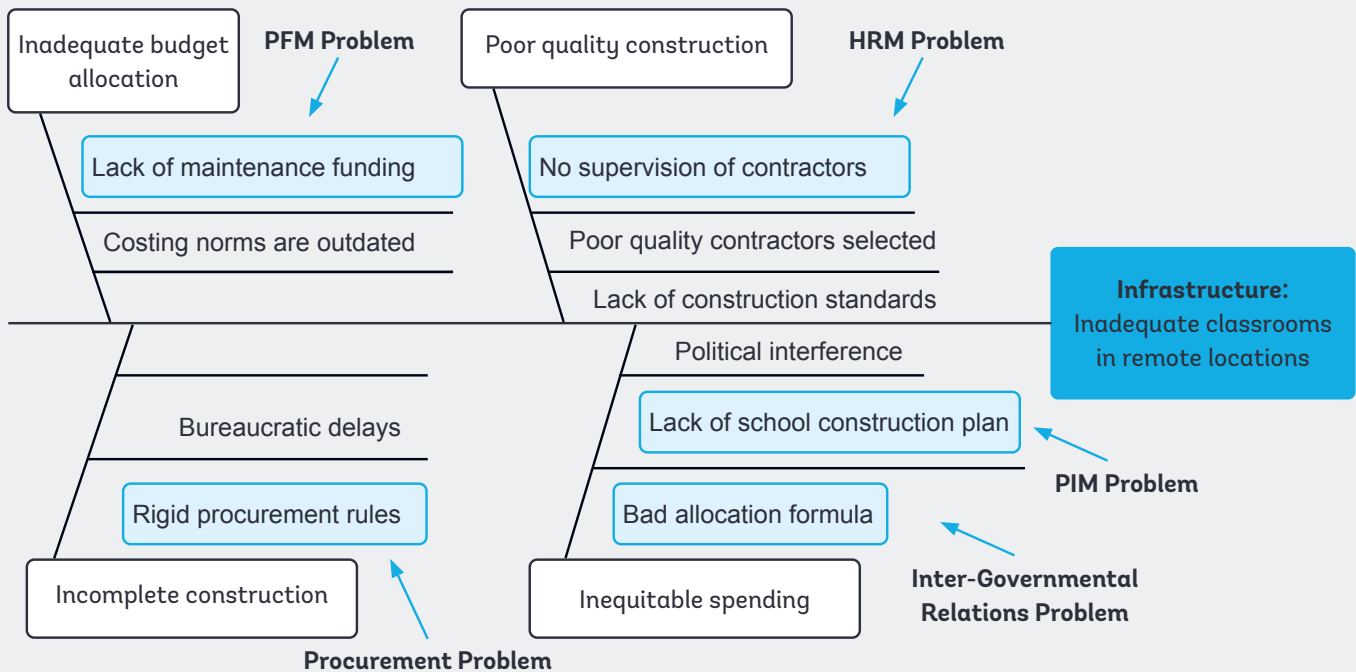 Inadequate budget
allocation
PFM Problem
Poor quality construction
HRM Problem
Lack of maintenance funding
No supervision of contractors
Costing norms are outdated
Poor quality contractors selected
Lack of construction standards
Infrastructure:
Inadequate classrooms
in remote locations
Political interference
Bureaucratic delays
Lack of school construction plan
PIM Problem
Rigid procurement rules
Bad allocation formula
Incomplete construction
Inequitable spending
Inter-Governmental
Relations Problem
Procurement Problem